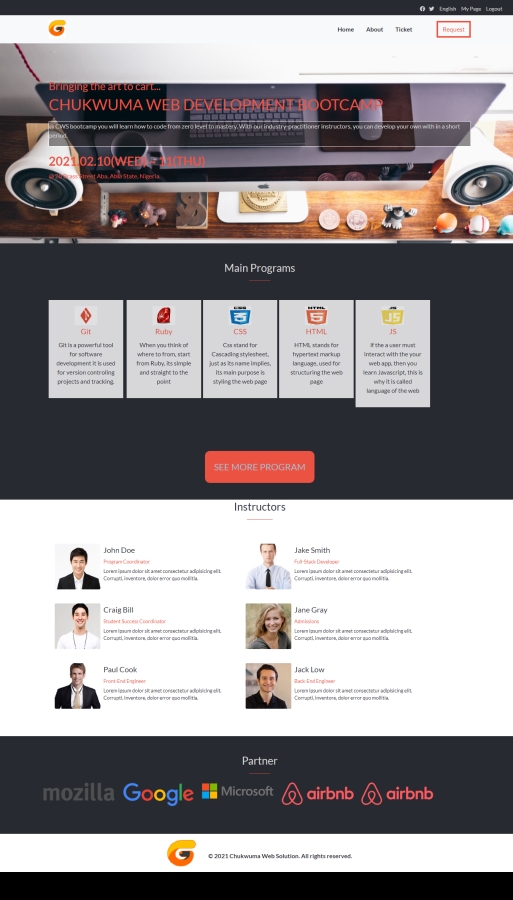 English My Page Logout
Home About Ticket Request
Bringing the art to cart...
CHUKWUMA WEB DEVELOPMENT BOOTCAMP
CWS bootcamp you will learn how to code from zero level to mastery. With our industry practitioner instructors, you can develop your own with in a short
period.
2021.02.10(WED) - 11(THU)
Street Aba, Abia State, Nigeria
Main Programs
Git
Git is a powerful tool
for software
development it is used
for version controling
projects and tracking.
Ruby
When you think of
where to from, start
from Ruby, its simple
and straight to the
point
CSS
CSS
Css stand for
Cascading stylesheet,
just as its name implies,
its main purpose is
styling the web page
HTML
HTML
HTML stands for
hypertext markup
language, used for
structuring the web
page
JS
JS
If the a user must
interact with the your
web app, then you
learn Javascript, this is
why it is called
language of the web
SEE MORE PROGRAM
Instructors
John Doe
Program Coordinator
Lorem ipsum dolor sit amet consectetur adipisicing elit.
Corrupti, inventore, dolor error quo mollitia.
Jake Smith
Full-Stack Developer
Lorem ipsum dolor sit amet consectetur adipisicing elit.
Corrupti, inventore, dolor error quo mollitia.
Craig Bill
Student Success Coordinator
Lorem ipsum dolor sit amet consectetur adipisicing elit.
Corrupti, inventore, dolor error quo mollitia.
Jane Gray
Admissions
Lorem ipsum dolor sit amet consectetur adipisicing elit.
Corrupti, inventore, dolor error quo mollitia.
Paul Cook
Front-End Engineer
Lorem ipsum dolor sit amet consectetur adipisicing elit.
Corrupti, inventore, dolor error quo mollitia.
Jack Low
Back-End Engineer
Lorem ipsum dolor sit amet consectetur adipisicing elit.
Corrupti, inventore, dolor error quo mollitia.
Partner
mozilla Google Microsoft airbnb airbnb
© 2021 Chukwuma Web Solution. All rights reserved.